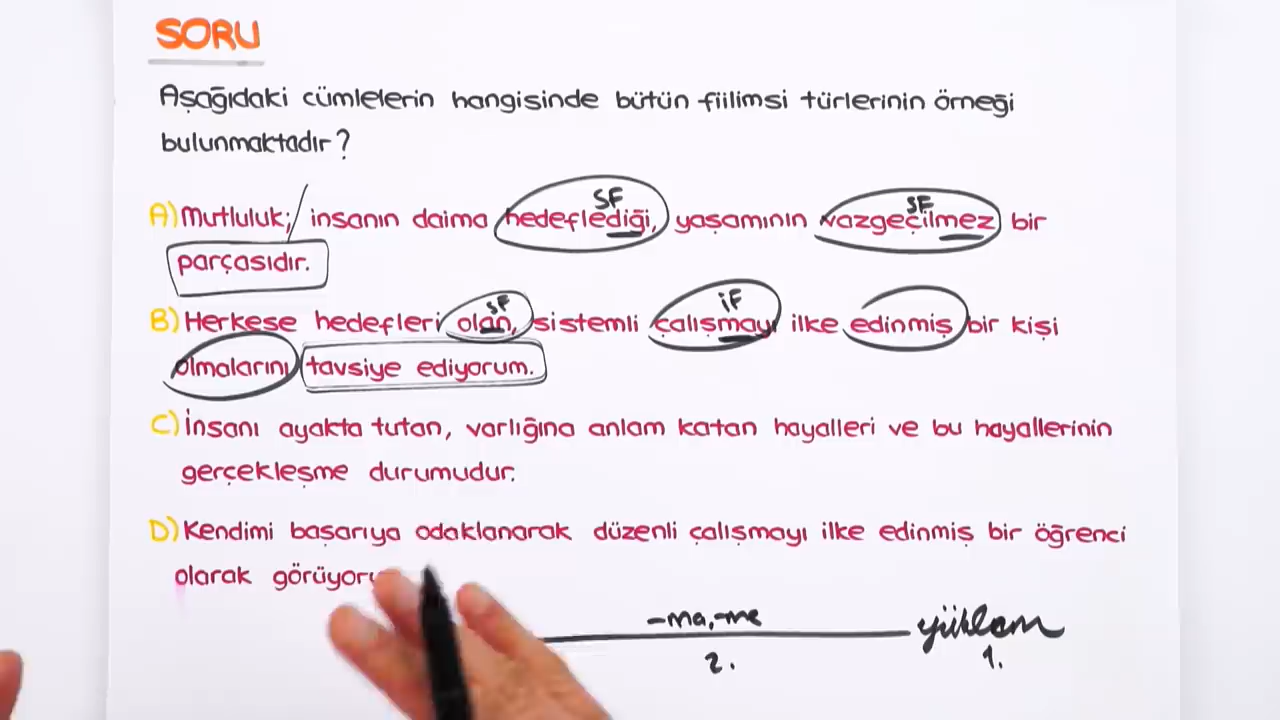 SORU
Aşağıdaki cümlelerin hangisinde bütün fiilimsi türlerinin örneği
bulunmaktadır?
SF SF
A) Mutluluk; insanın daima hedeflediği, yaşamının vazgeçilmez bir
parçasıdır.
SF İF
B) Herkese hedefleri olan, sistemli çalışmayı ilke edinmiş bir kişi
olmalarını tavsiye ediyorum.
C) İnsanı ayakta tutan, varlığına anlam katan hayalleri ve bu hayallerinin
gerçekleşme durumudur.
D) Kendimi başarıya odaklanarak düzenli çalışmayı ilke edinmiş bir öğrenci
olarak
-ma,-me yüklem
2. 1.